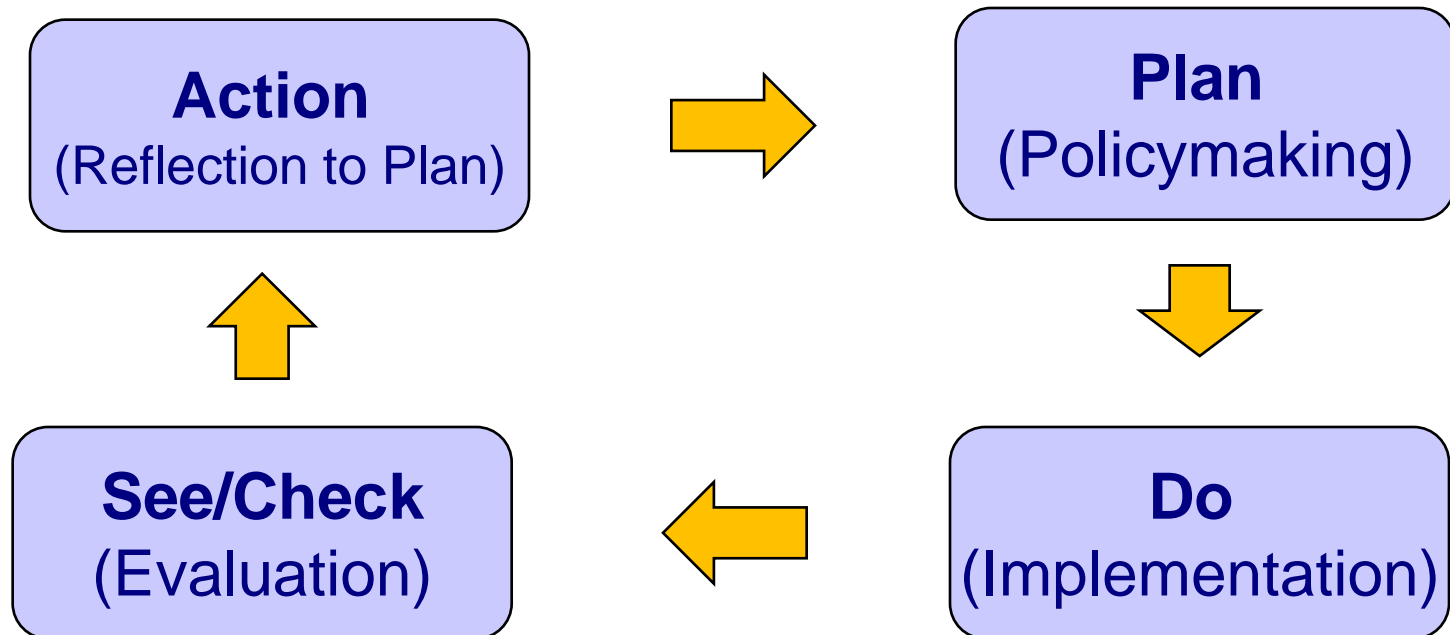 Action
(Reflection to Plan)
Plan
(Policymaking)
See/Check
(Evaluation)
Do
(Implementation)